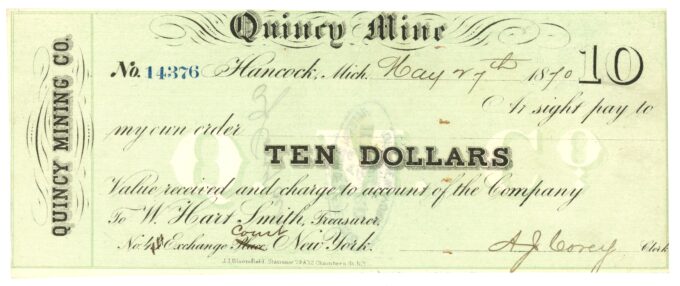 Quincy Mine
QUINCY MINING CO.
No. 14376 Hancock, Mich. May 27th 1870 10
At sight pay to
my own order
TEN DOLLARS
Q M Co
Value received and charge to account of the Company
To W. Hart Smith, Treasurer.
No. Exchange Place Court New York. A. J. Corey Clerk